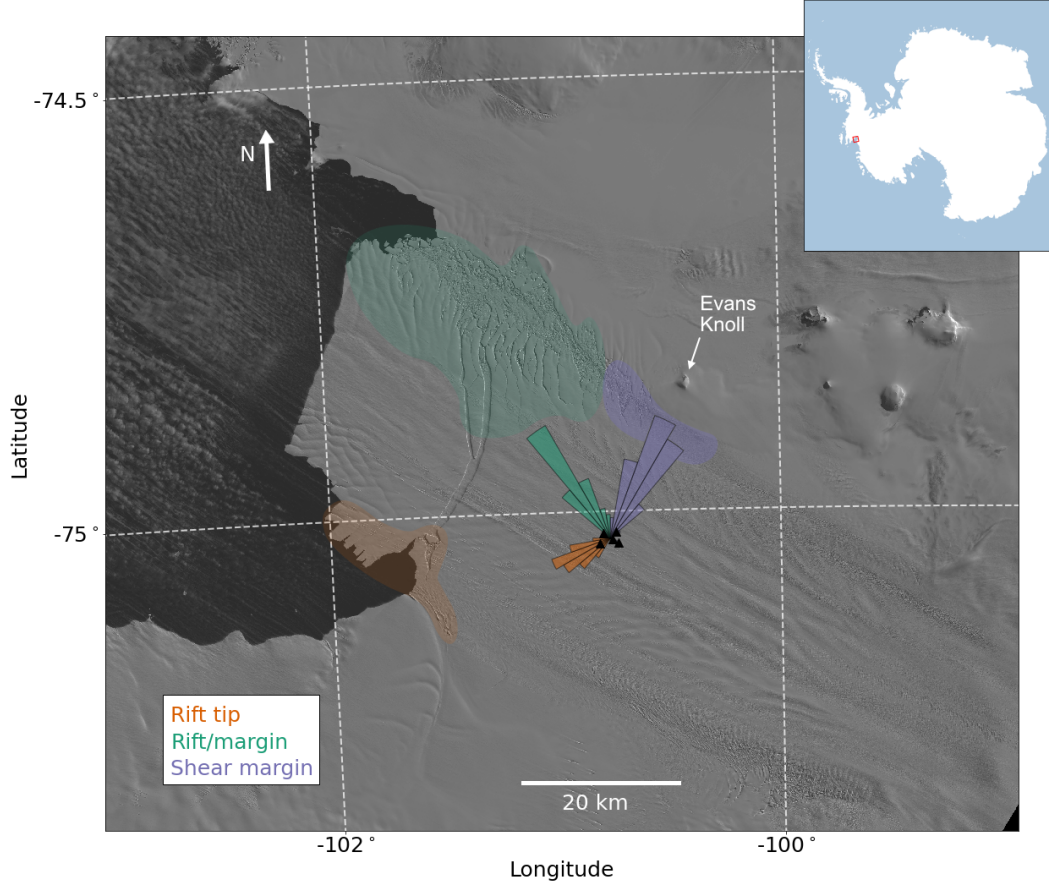 -74.5°
N
Evans
Knoll
Latitude
-75°
Rift tip
Rift/margin
Shear margin
20 km
-102°
-100°
Longitude